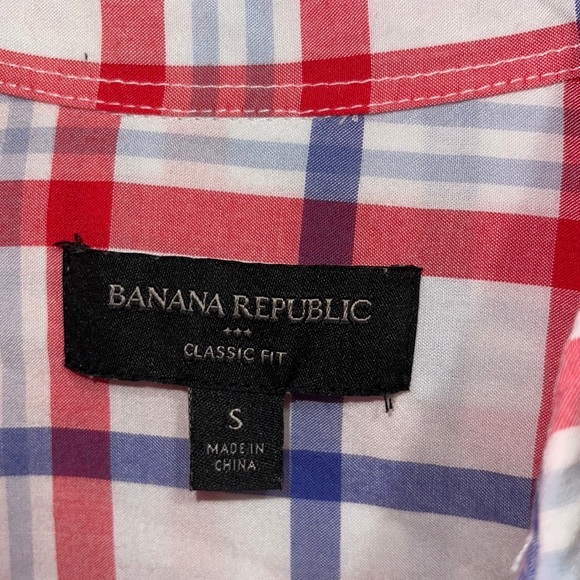 BANANA REPUBLIC
CLASSIC FIT
S
MADE IN
CHINA